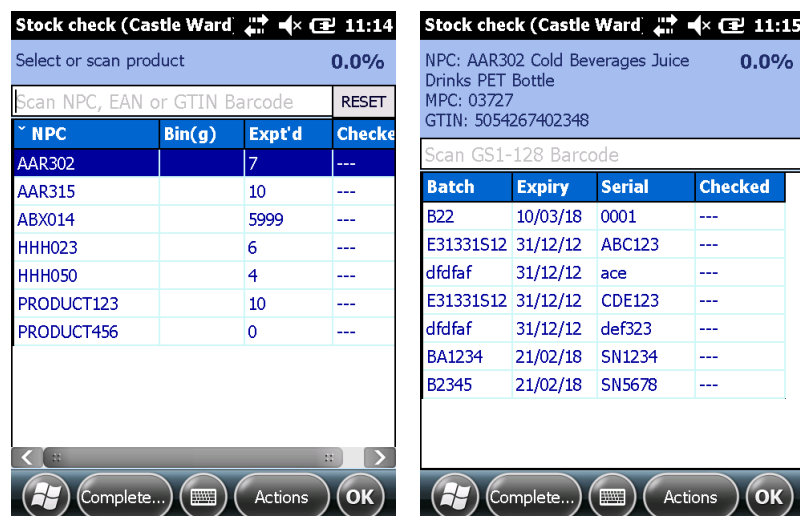 Stock check (Castle Ward) 11:14
Select or scan product 0.0%
Scan NPC, EAN or GTIN Barcode RESET
NPC Bin(g) Expt'd Checke
AAR302 7 ---
AAR315 10 ---
ABX014 5999 ---
HHH023 6 ---
HHH050 4 ---
PRODUCT123 10 ---
PRODUCT456 0 ---
Complete... Actions OK
Stock check (Castle Ward 11:15
NPC: AAR302 Cold Beverages Juice 0.0%
Drinks PET Bottle
MPC: 03727
GTIN: 5054267402348
Scan GS1-128 Barcode
Batch Expiry Serial Checked
B22 10/03/18 0001 ---
E31331S12 31/12/12 ABC123 ---
dfdfaf 31/12/12 ace ---
E31331S12 31/12/12 CDE123 ---
dfdfaf 31/12/12 def323 ---
BA1234 21/02/18 SN1234 ---
B2345 21/02/18 SN5678 ---
Complete... Actions OK